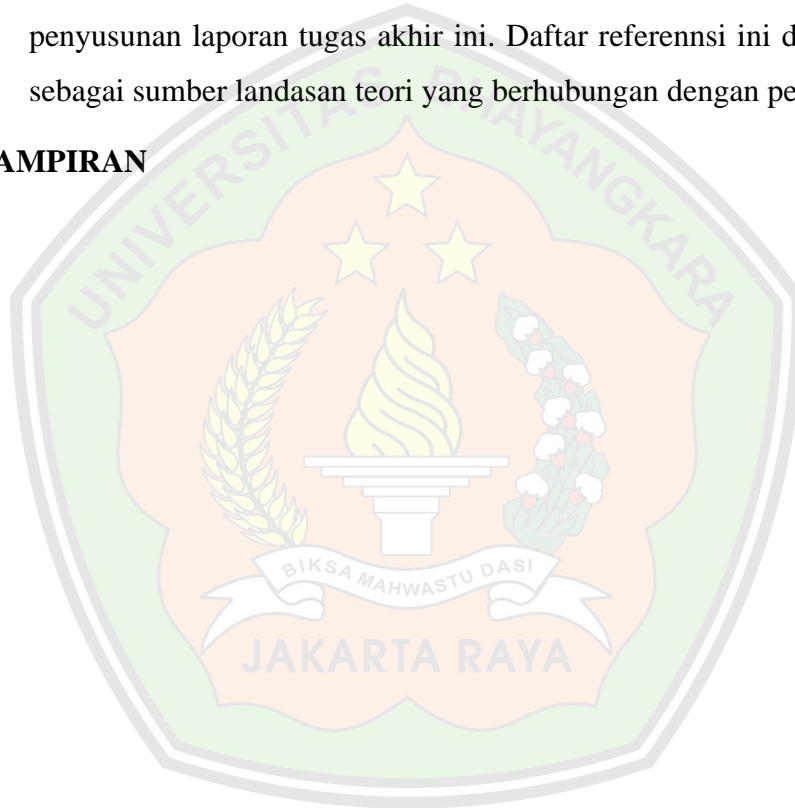 penyusunan laporan tugas akhir ini. Daftar referennsi ini d
sebagai sumber landasan teori yang berhubungan dengan pe
AMPIRAN
UNIVERSITAS BHAYANGKARA
BIKSA MAHWASTU DASI
JAKARTA RAYA